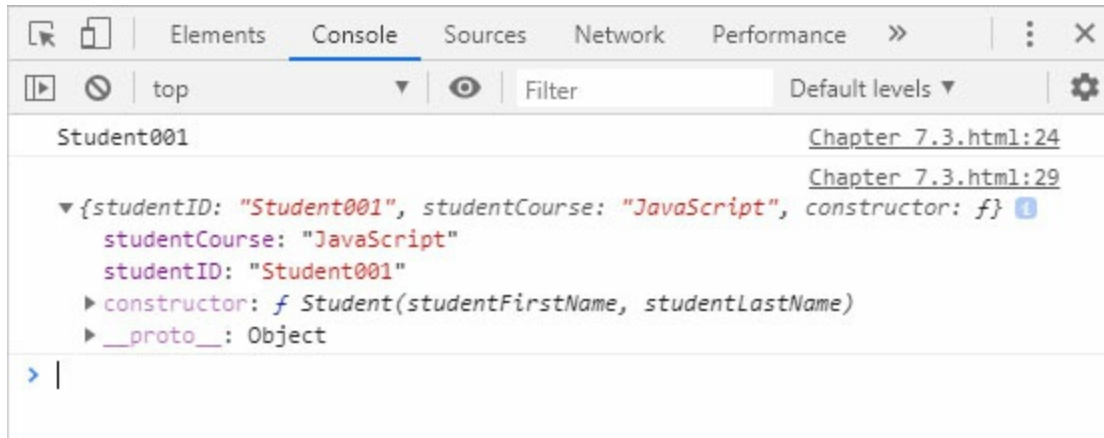 Elements Console Sources Network Performance »
top Filter Default levels
Student001 Chapter 7.3.html:24
Chapter 7.3.html:29
{studentID: "Student001", studentCourse: "JavaScript", constructor: ƒ} i
studentCourse: "JavaScript"
studentID: "Student001"
constructor: ƒ Student(studentFirstName, studentLastName)
__proto__: Object
>